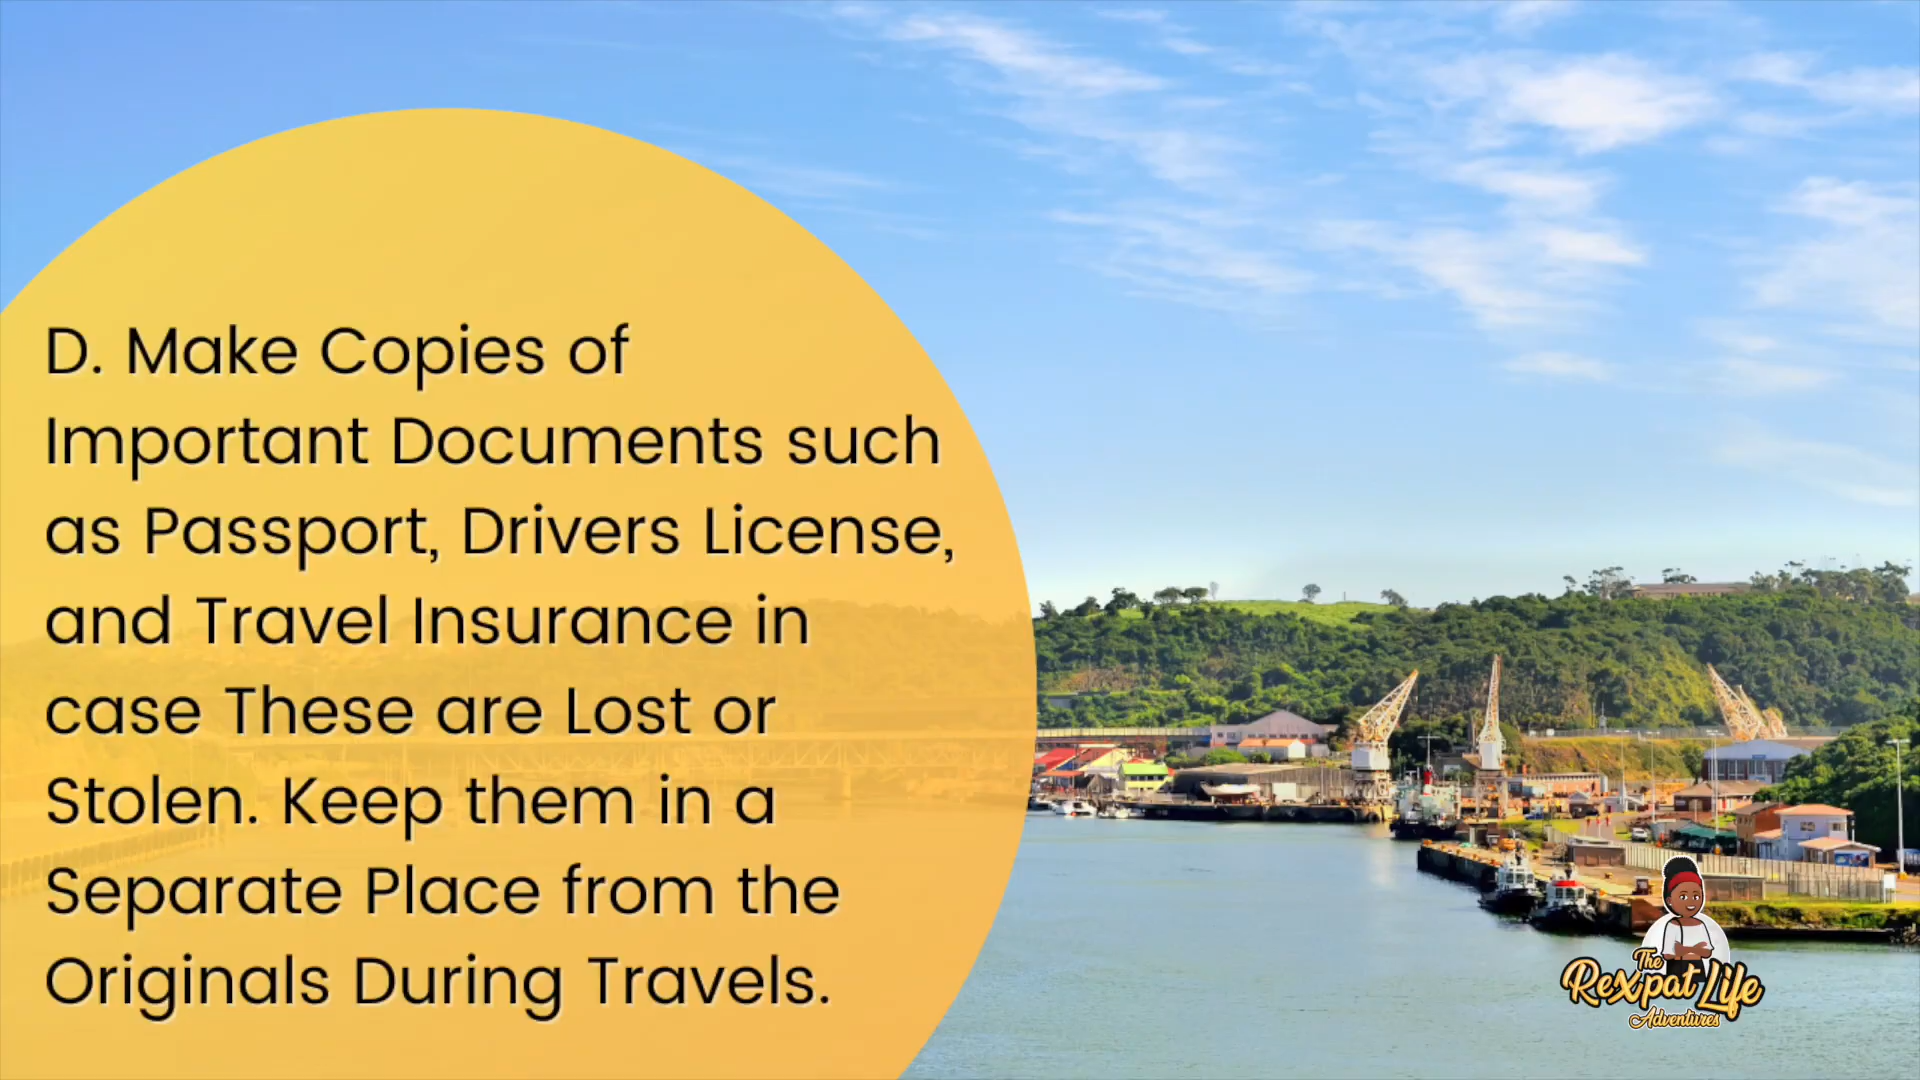 D. Make Copies of
Important Documents such
as Passport, Drivers License,
and Travel Insurance in
case These are Lost or
Stolen. Keep them in a
Separate Place from the
Originals During Travels.
The
Rexpat Life
Adventures